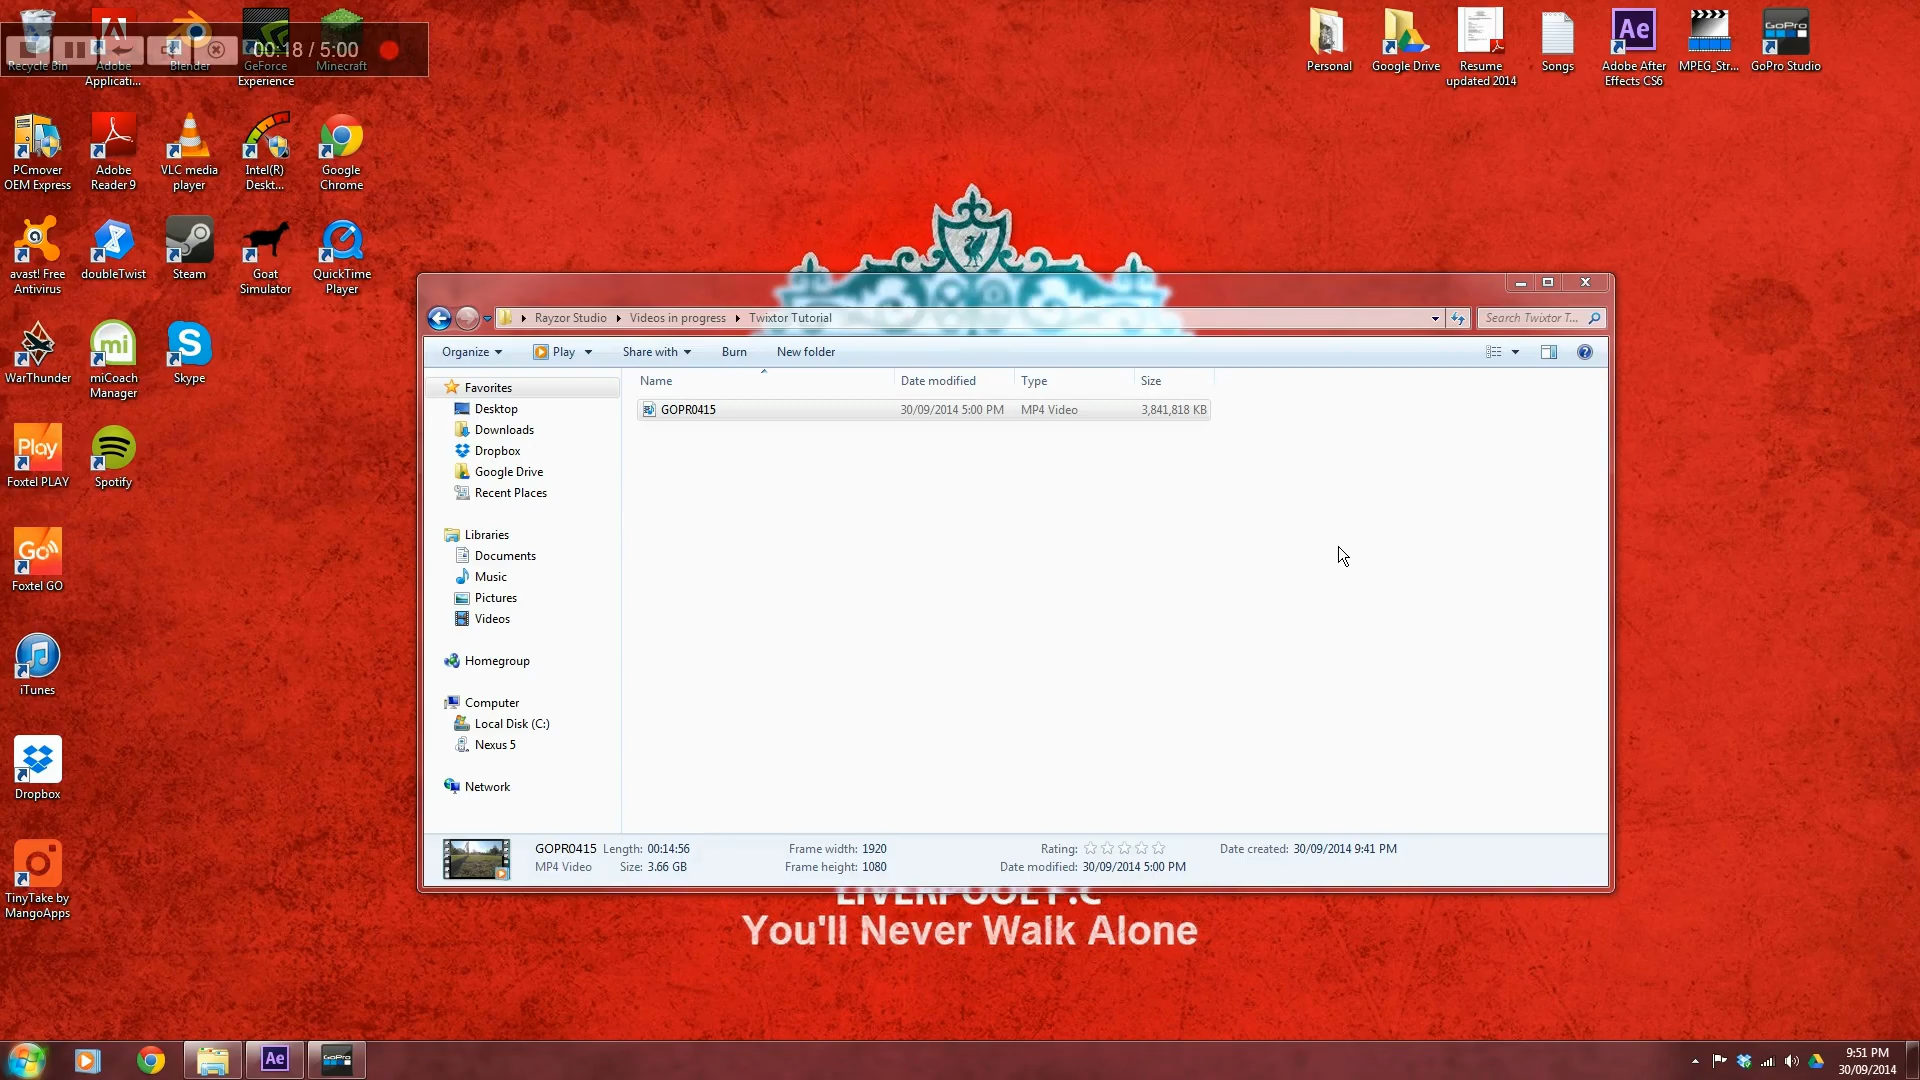 00:18 / 5:00
Recycle Bin
Adobe
Applicati...
Blender
GeForce
Experience
Minecraft
Personal
Google Drive
Resume
updated 2014
Songs
Ae
Adobe After
Effects CS6
MPEG_Str...
GoPro
GoPro Studio
PCmover
OEM Express
Adobe
Reader 9
VLC media
player
Intel(R)
Deskt...
Google
Chrome
avast! Free
Antivirus
doubleTwist
Steam
Goat
Simulator
QuickTime
Player
WarThunder
mi
miCoach
Manager
S
Skype
Play
Foxtel PLAY
Spotify
GO
Foxtel GO
iTunes
Dropbox
TinyTake by
MangoApps
Rayzor Studio
Videos in progress
Twixtor Tutorial
Search Twixtor T...
Organize
Play
Share with
Burn
New folder
Name
Date modified
Type
Size
GOPR0415
30/09/2014 5:00 PM
MP4 Video
3,841,818 KB
Favorites
Desktop
Downloads
Dropbox
Google Drive
Recent Places
Libraries
Documents
Music
Pictures
Videos
Homegroup
Computer
Local Disk (C:)
Nexus 5
Network
GOPR0415 Length: 00:14:56 Frame width: 1920 Rating: Date created: 30/09/2014 9:41 PM
MP4 Video Size: 3.66 GB Frame height: 1080 Date modified: 30/09/2014 5:00 PM
LIVERPOOL F.C
You'll Never Walk Alone
Ae
GoPro
9:51 PM
30/09/2014